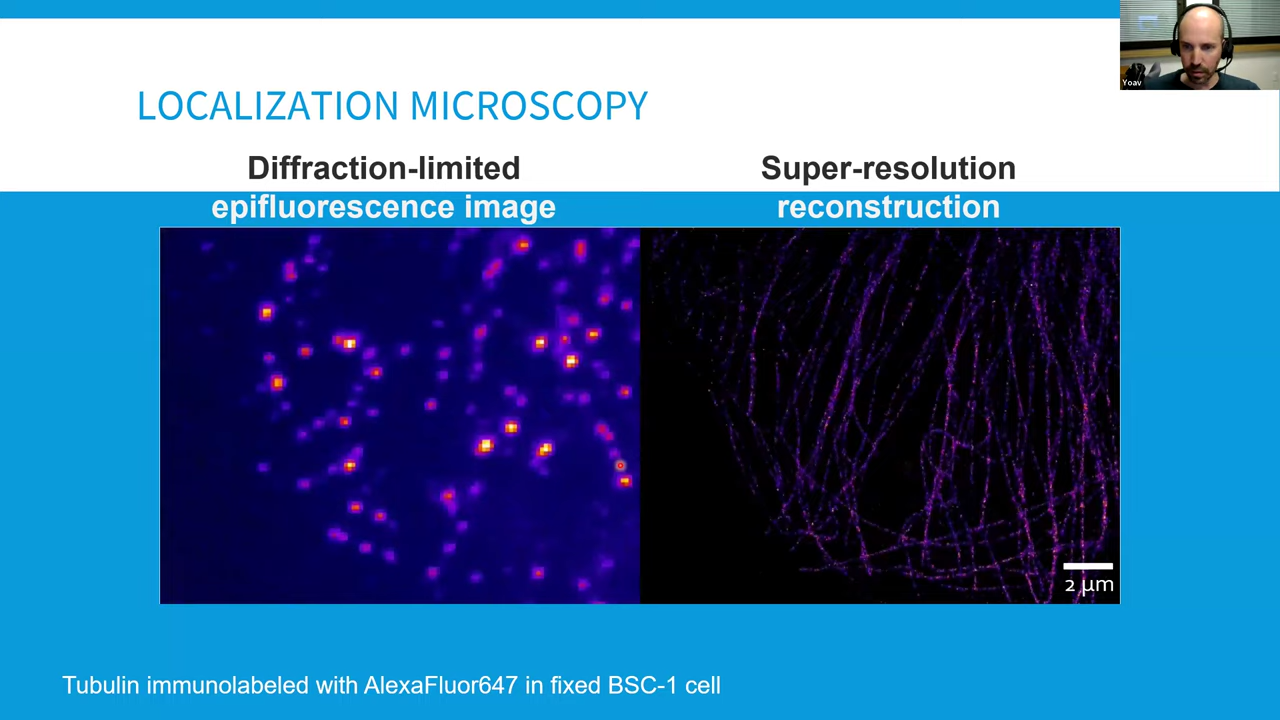 Yoav
LOCALIZATION MICROSCOPY
Diffraction-limited
epifluorescence image
Super-resolution
reconstruction
2 µm
Tubulin immunolabeled with AlexaFluor647 in fixed BSC-1 cell